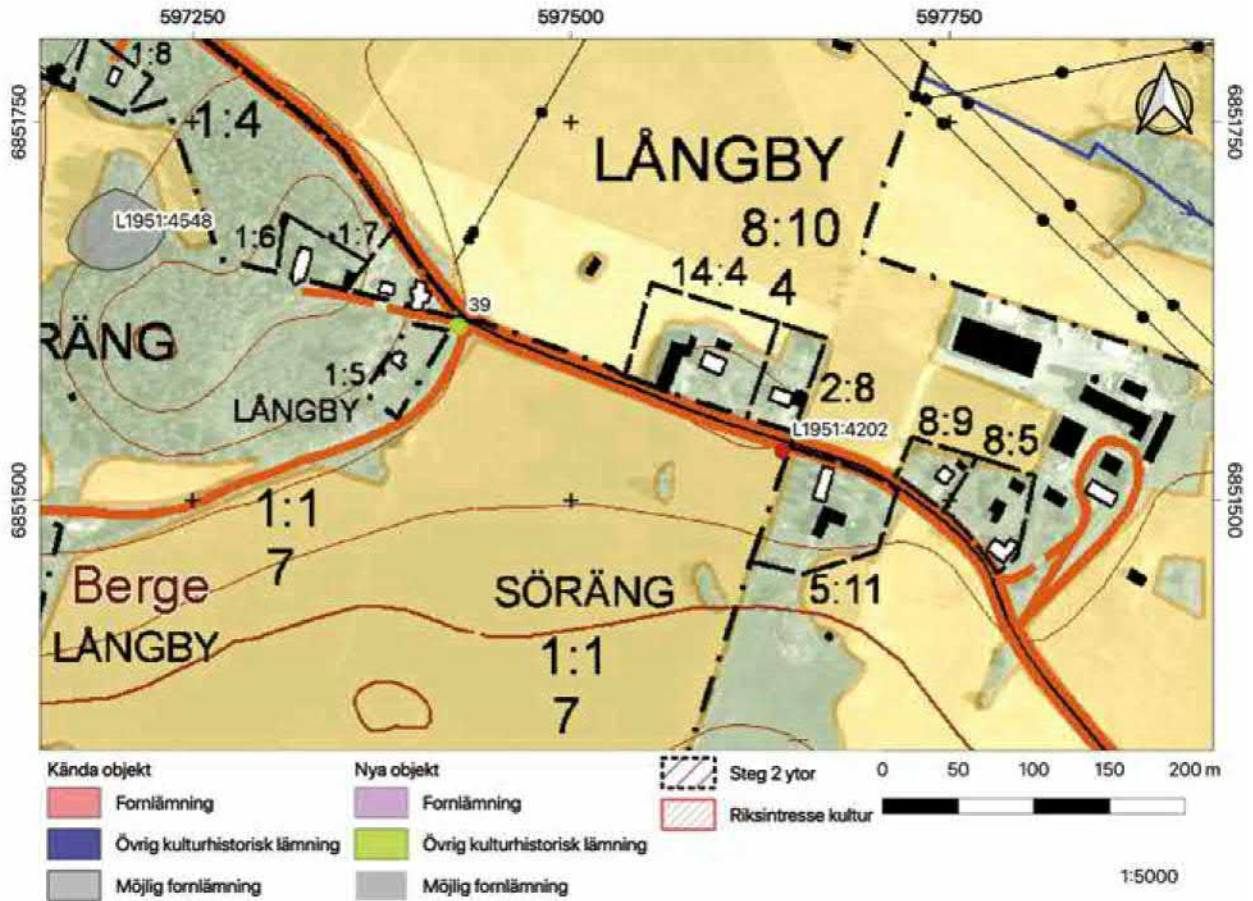 597250 597500 597750
6851750 6851750
1:8
1:4
LÅNGBY
8:10
L1951:4548
1:6 1:7
14:4 4
39
RÄNG
1:5
LÅNGBY
2:8
L1951:4202
8:9 8:5
6851500 6851500
1:1
7
Berge
LÅNGBY
SÖRÄNG
5:11
1:1
7
Kända objekt
Fornlämning
Övrig kulturhistorisk lämning
Möjlig fornlämning
Nya objekt
Fornlämning
Övrig kulturhistorisk lämning
Möjlig fornlämning
Steg 2 ytor
Riksintresse kultur
0 50 100 150 200 m
1:5000